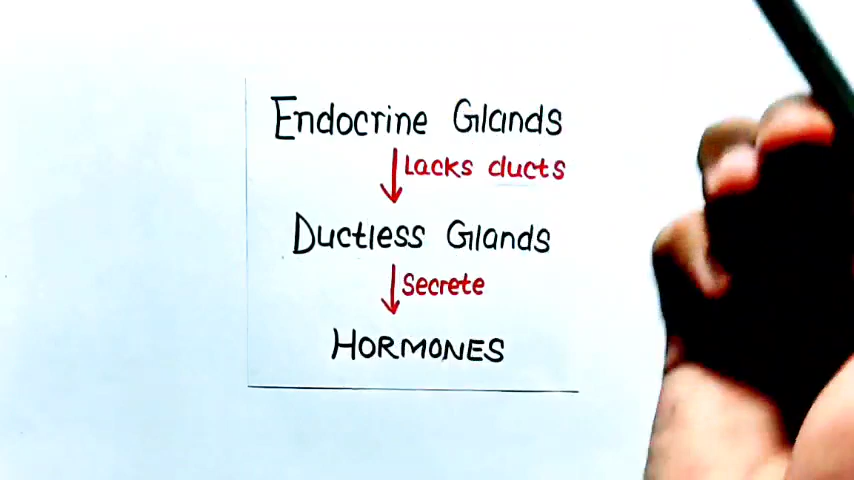 Endocrine Glands
Lacks ducts
Ductless Glands
Secrete
HORMONES